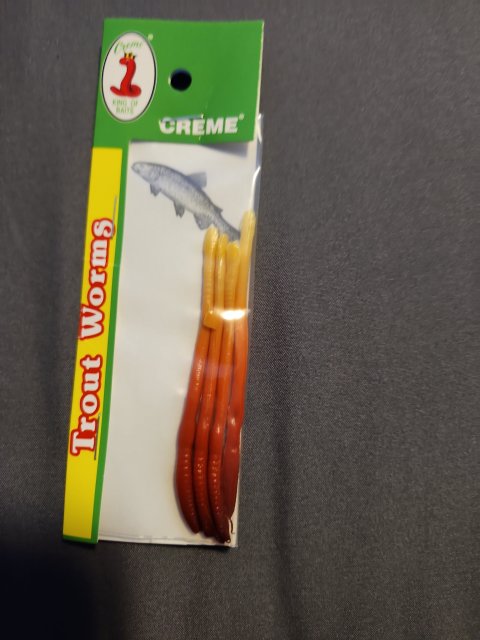 Creme®
KING OF
BAITS
CREME®
Trout Worms